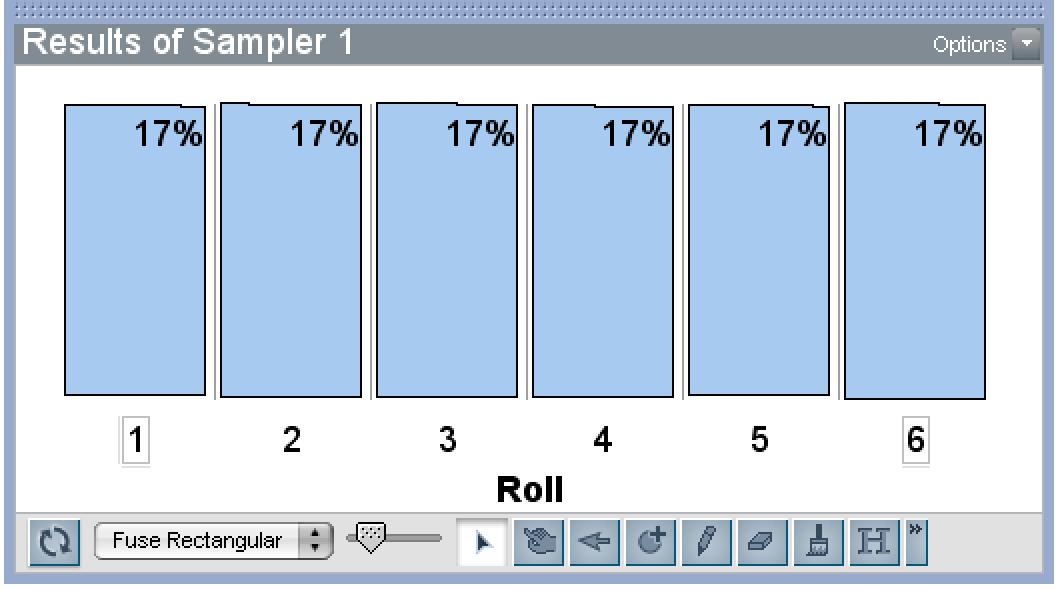 Results of Sampler 1
Options
17% 17% 17% 17% 17% 17%
1 2 3 4 5 6
Roll
Fuse Rectangular
»